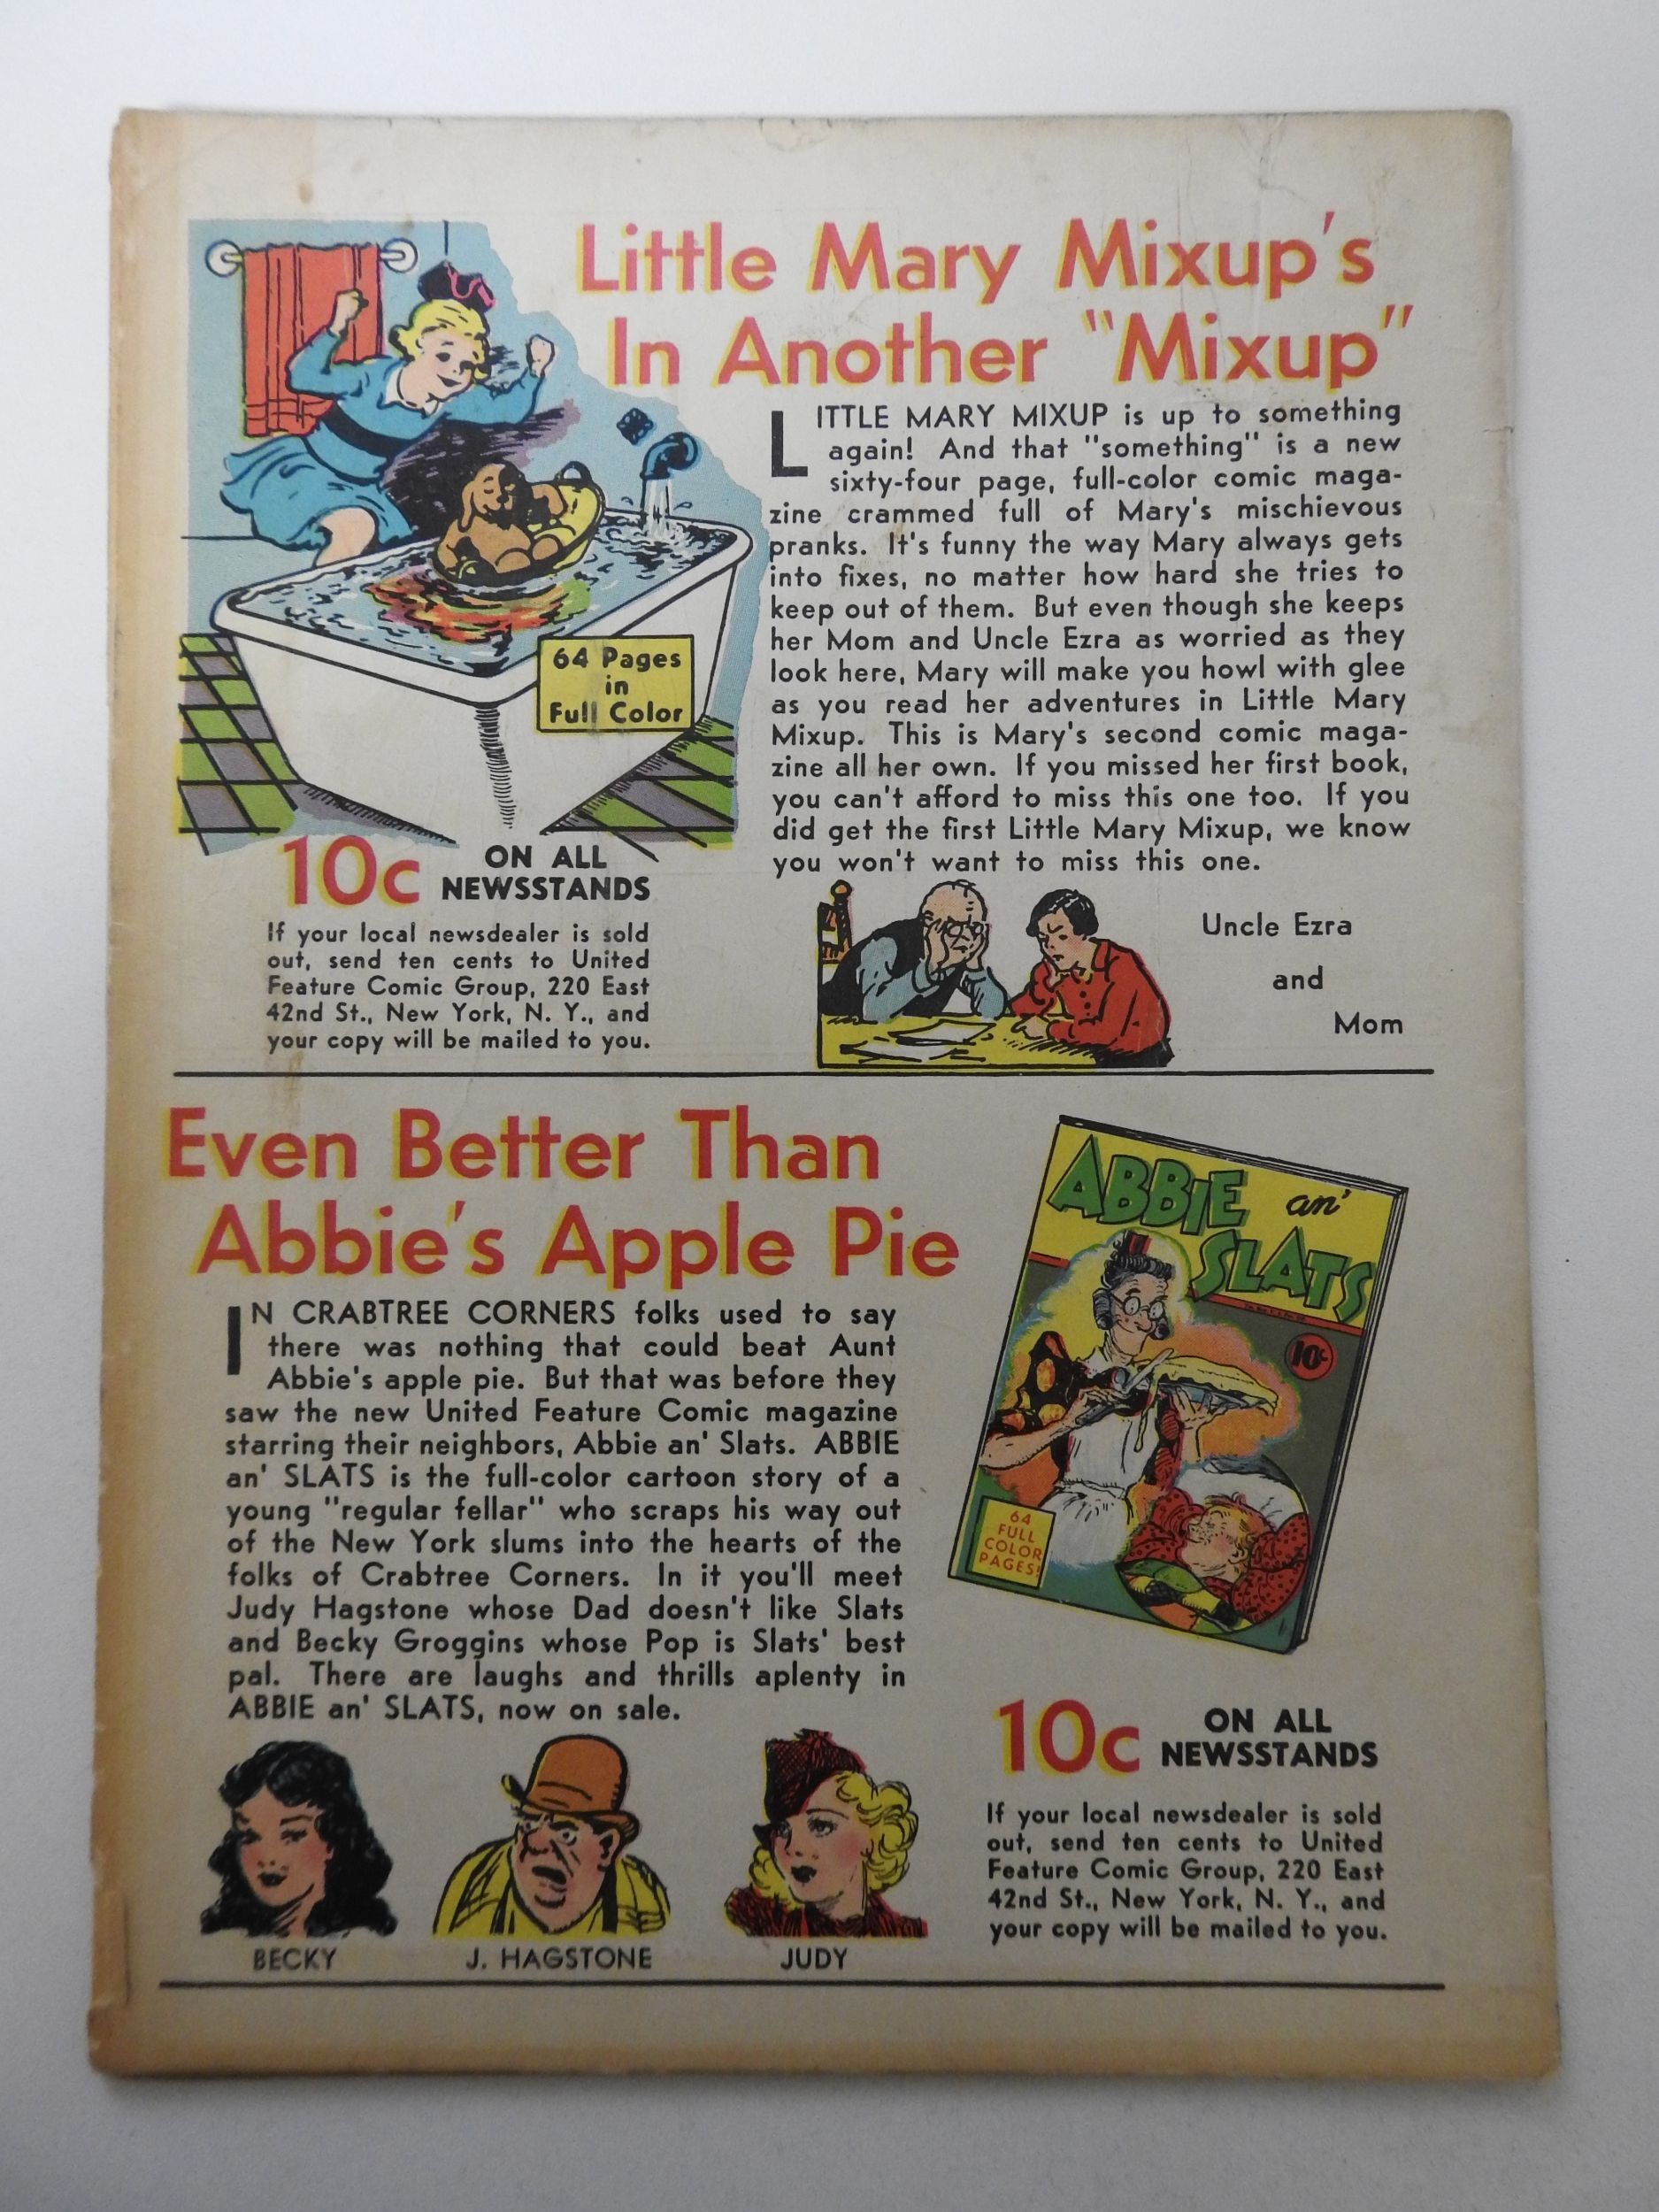 Little Mary Mixup's
In Another "Mixup"
LITTLE MARY MIXUP is up to something
again! And that "something" is a new
sixty-four page, full-color comic maga-
zine crammed full of Mary's mischievous
pranks. It's funny the way Mary always gets
into fixes, no matter how hard she tries to
keep out of them. But even though she keeps
her Mom and Uncle Ezra as worried as they
look here, Mary will make you howl with glee
as you read her adventures in Little Mary
Mixup. This is Mary's second comic maga-
zine all her own. If you missed her first book,
you can't afford to miss this one too. If you
did get the first Little Mary Mixup, we know
you won't want to miss this one.
64 Pages
in
Full Color
10c
ON ALL
NEWSSTANDS
If your local newsdealer is sold
out, send ten cents to United
Feature Comic Group, 220 East
42nd St., New York, N. Y., and
your copy will be mailed to you.
Uncle Ezra
and
Mom
Even Better Than
Abbie's Apple Pie
IN CRABTREE CORNERS folks used to say
there was nothing that could beat Aunt
Abbie's apple pie. But that was before they
saw the new United Feature Comic magazine
starring their neighbors, Abbie an' Slats. ABBIE
an' SLATS is the full-color cartoon story of a
young "regular fellar" who scraps his way out
of the New York slums into the hearts of the
folks of Crabtree Corners. In it you'll meet
Judy Hagstone whose Dad doesn't like Slats
and Becky Groggins whose Pop is Slats' best
pal. There are laughs and thrills aplenty in
ABBIE an' SLATS, now on sale.
BECKY
J. HAGSTONE
JUDY
ABBIE an'
SLATS
10c
64
FULL
COLOR
PAGES!
10c
ON ALL
NEWSSTANDS
If your local newsdealer is sold
out, send ten cents to United
Feature Comic Group, 220 East
42nd St., New York, N. Y., and
your copy will be mailed to you.